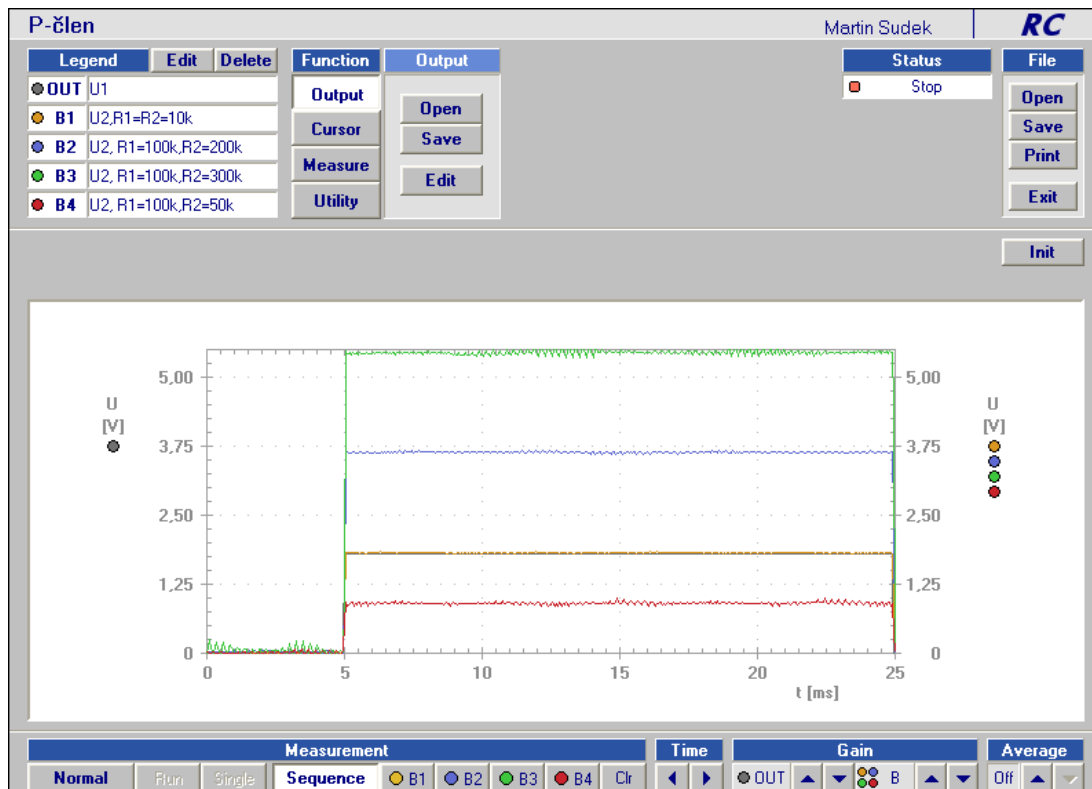 P-člen
Martin Sudek
RC
Legend Edit Delete
OUT U1
B1 U2,R1=R2=10k
B2 U2, R1=100k,R2=200k
B3 U2, R1=100k,R2=300k
B4 U2, R1=100k,R2=50k
Function
Output
Cursor
Measure
Utility
Output
Open
Save
Edit
Status
Stop
File
Open
Save
Print
Exit
Init
5,00 5,00
U U
[V] [V]
3,75 3,75
2,50 2,50
1,25 1,25
0 0
0 5 10 15 20 25
t [ms]
Measurement Time Gain Average
Normal Run Single Sequence B1 B2 B3 B4 Clr OUT B Off